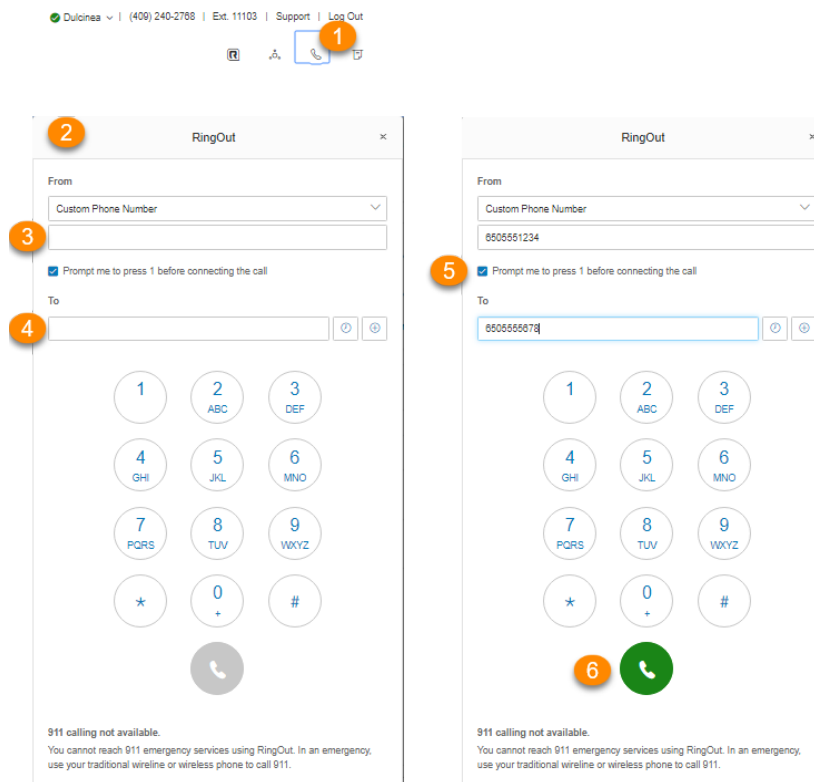 Dulcinea | (409) 240-2768 | Ext. 11103 | Support | Log Out
1
R
2
RingOut ×
From
Custom Phone Number
3
Prompt me to press 1 before connecting the call
To
4
1
2 3
ABC DEF
4 5 6
GHI JKL MNO
7 8 9
PQRS TUV WXYZ
* 0 #
+
911 calling not available.
You cannot reach 911 emergency services using RingOut. In an emergency,
use your traditional wireline or wireless phone to call 911.
RingOut ×
From
Custom Phone Number
6505551234
5
Prompt me to press 1 before connecting the call
To
6505555678
1
2 3
ABC DEF
4 5 6
GHI JKL MNO
7 8 9
PQRS TUV WXYZ
* 0 #
+
6
911 calling not available.
You cannot reach 911 emergency services using RingOut. In an emergency,
use your traditional wireline or wireless phone to call 911.